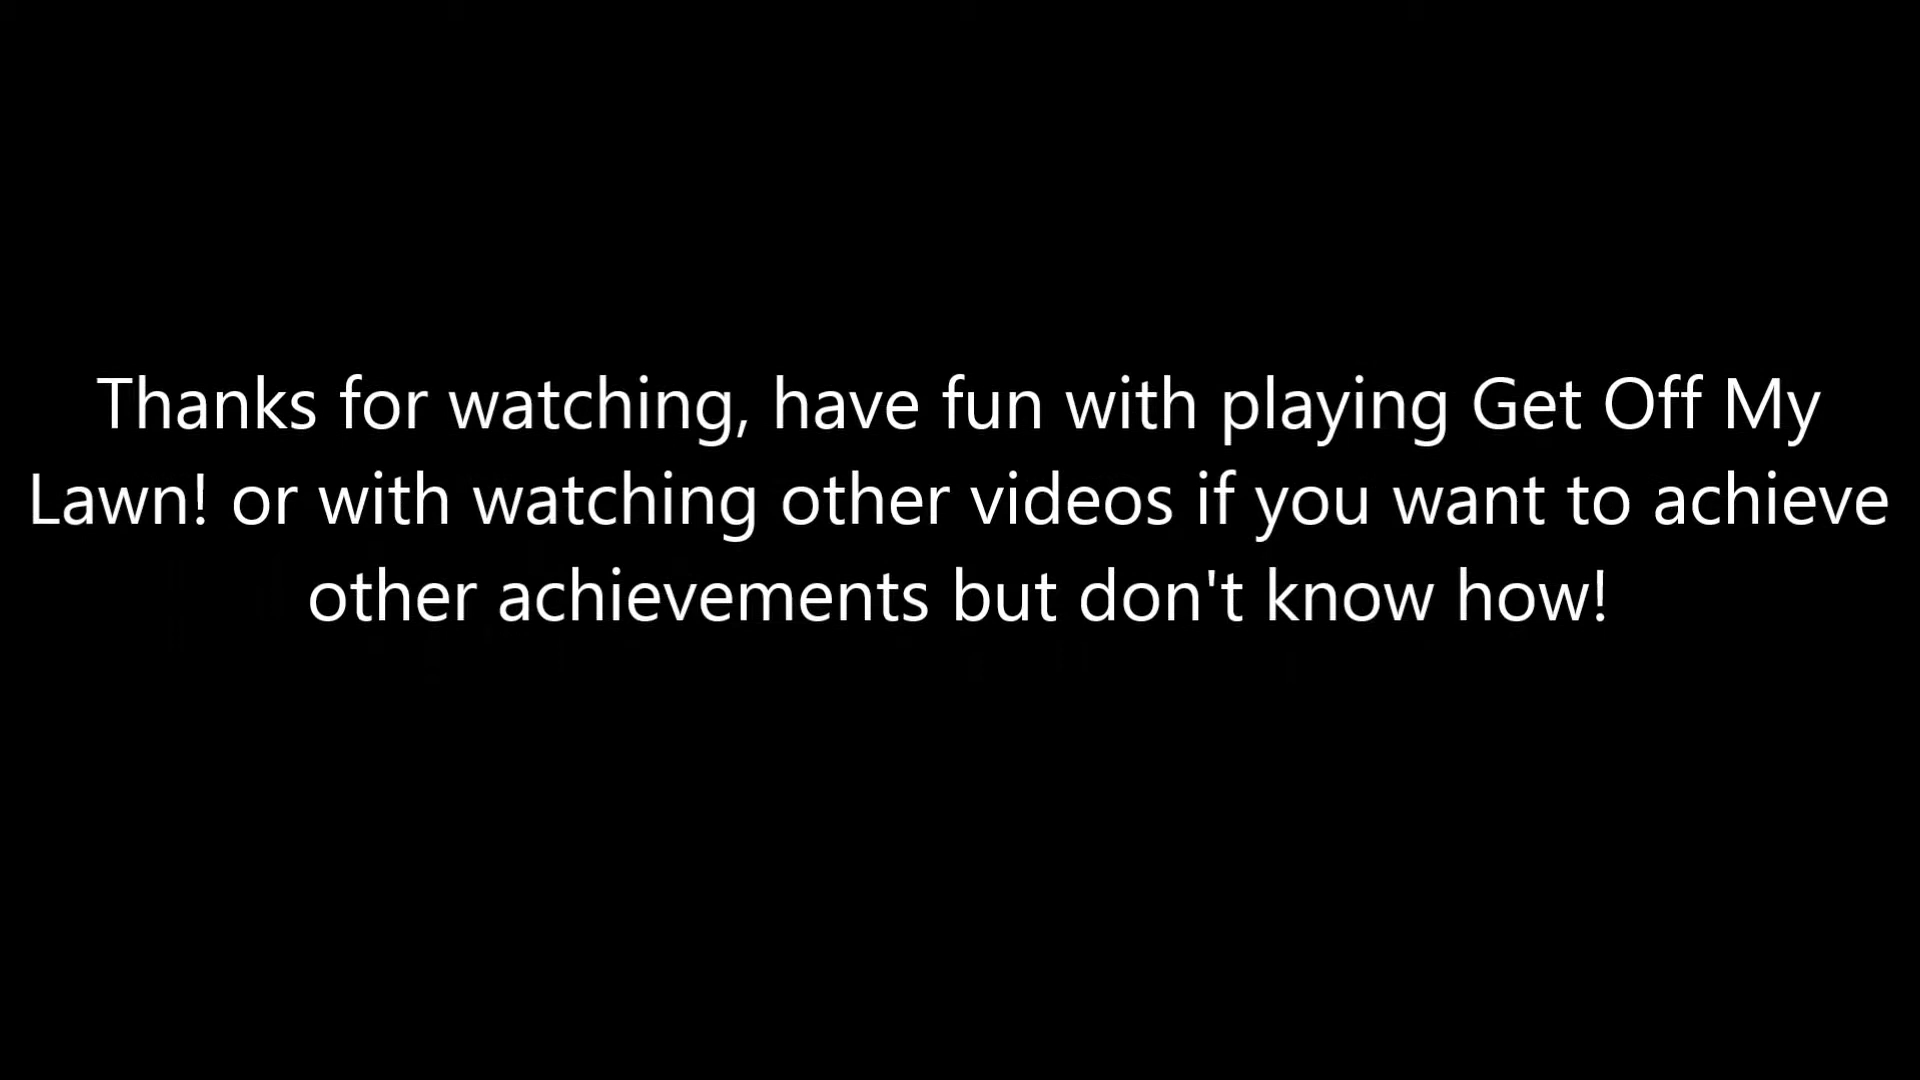 Thanks for watching, have fun with playing Get Off My
Lawn! or with watching other videos if you want to achieve
other achievements but don't know how!